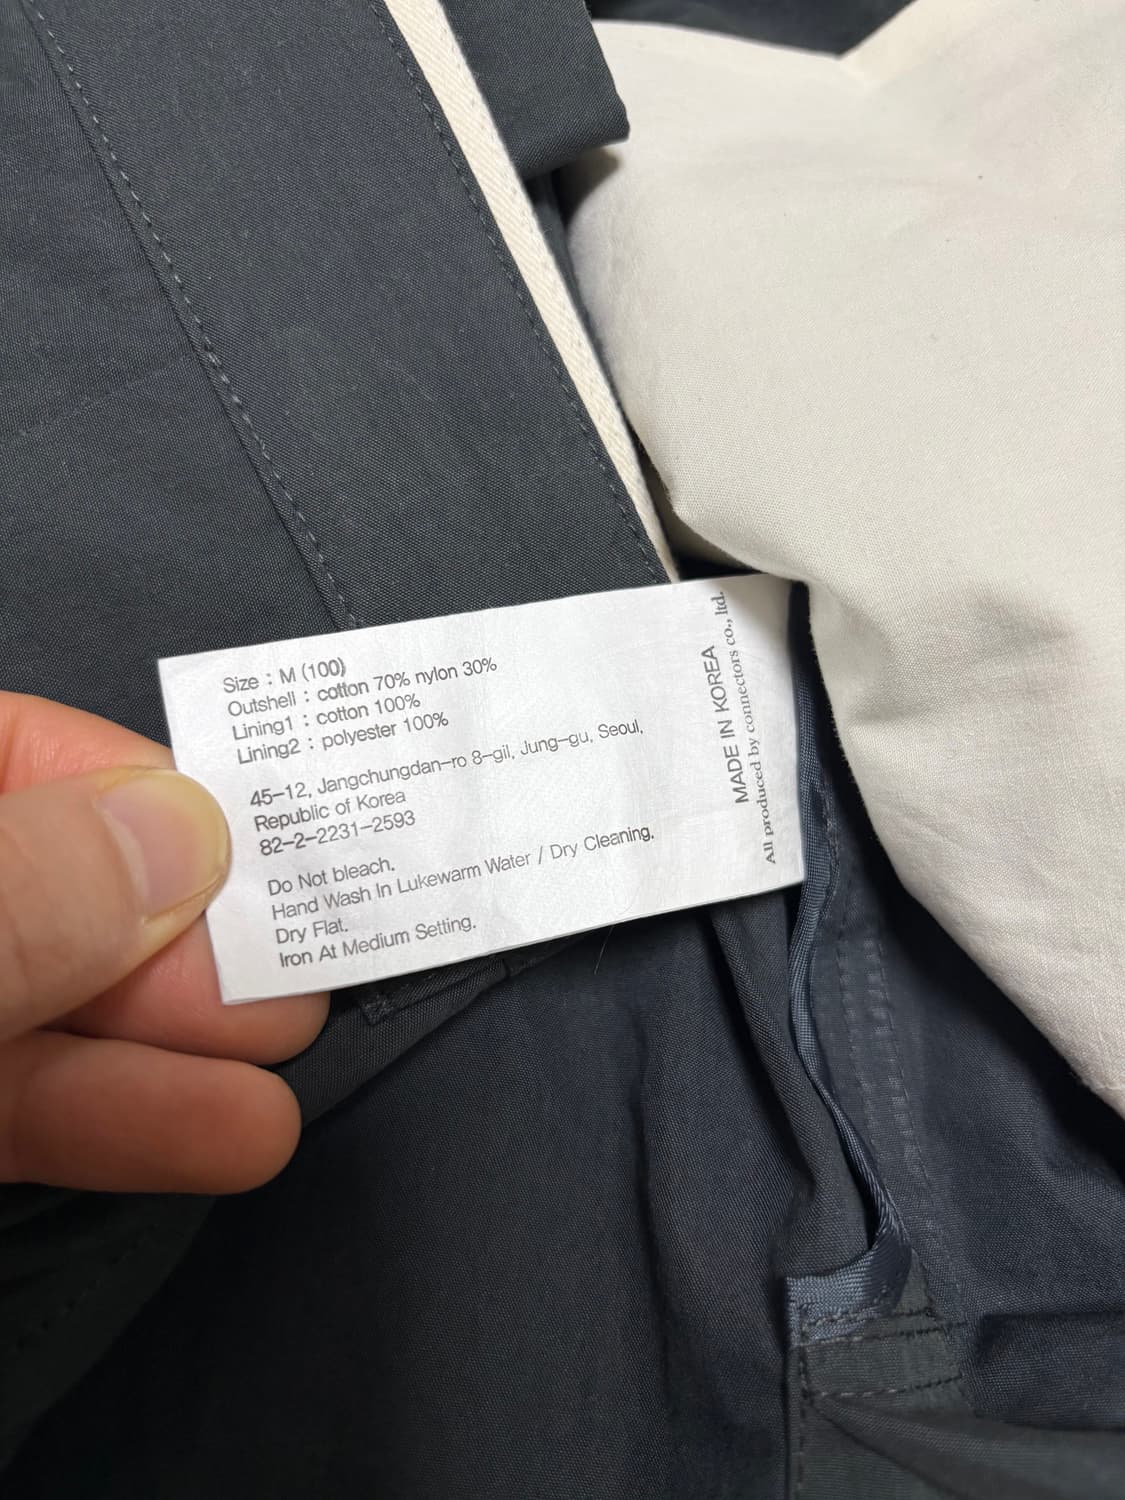 Size : M (100)
Outshell : cotton 70% nylon 30%
Lining1 : cotton 100%
Lining2 : polyester 100%
45-12, Jangchungdan-ro 8-gil, Jung-gu, Seoul,
Republic of Korea
82-2-2231-2593
Do Not bleach.
Hand Wash In Lukewarm Water / Dry Cleaning.
Dry Flat.
Iron At Medium Setting.
MADE IN KOREA
All produced by connectors co., ltd.